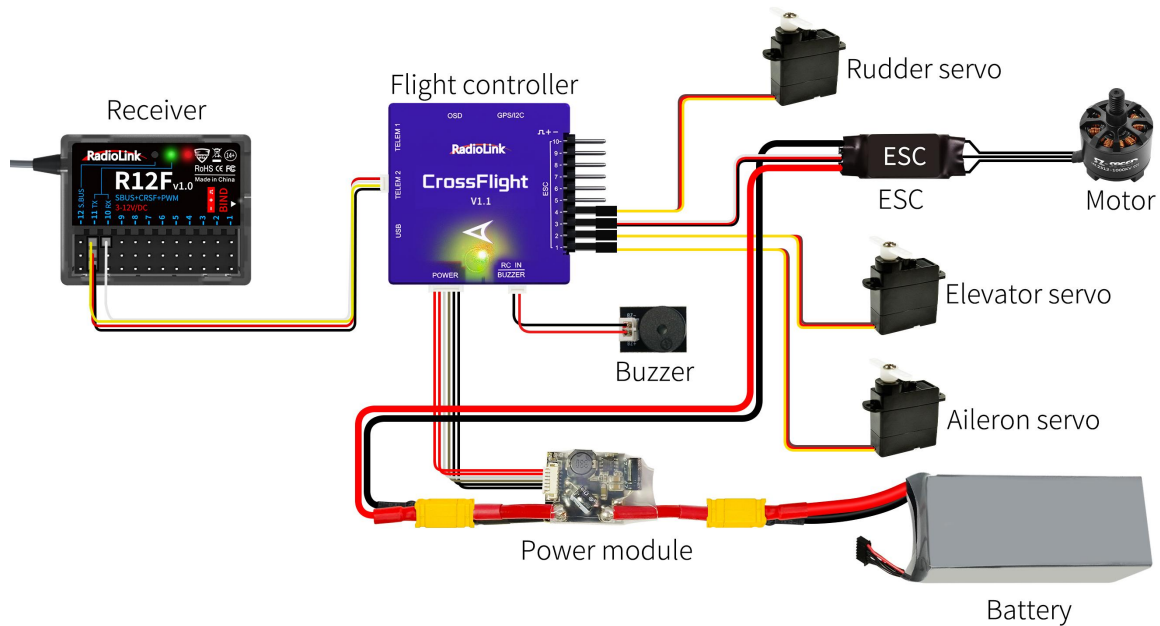 Rudder servo
Flight controller
Receiver
OSD GPS/I2C
TELEM 1
RadioLink
CrossFlight
V1.1
TELEM 2
USB
POWER
RC IN
BUZZER
ESC
10
9
8
7
6
5
4
3
2
1
RadioLink
R12F v1.0
SBUS+CRSF+PWM
3-12V/DC
14+
RoHS CE FC
Made in China
BIND
12 S.BUS
11 TX
10 RX
9
8
7
6
5
4
3
2
1
ESC
ESC
Motor
Elevator servo
Buzzer
Aileron servo
Power module
Battery